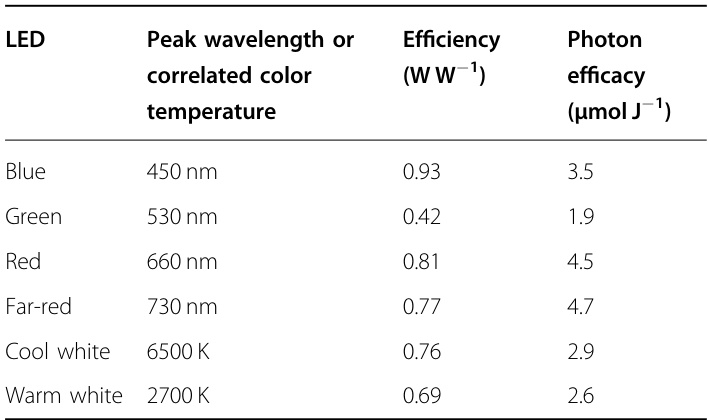 LED Peak wavelength or Efficiency Photon
correlated color (W W⁻¹) efficacy
temperature (μmol J⁻¹)
Blue 450 nm 0.93 3.5
Green 530 nm 0.42 1.9
Red 660 nm 0.81 4.5
Far-red 730 nm 0.77 4.7
Cool white 6500 K 0.76 2.9
Warm white 2700 K 0.69 2.6